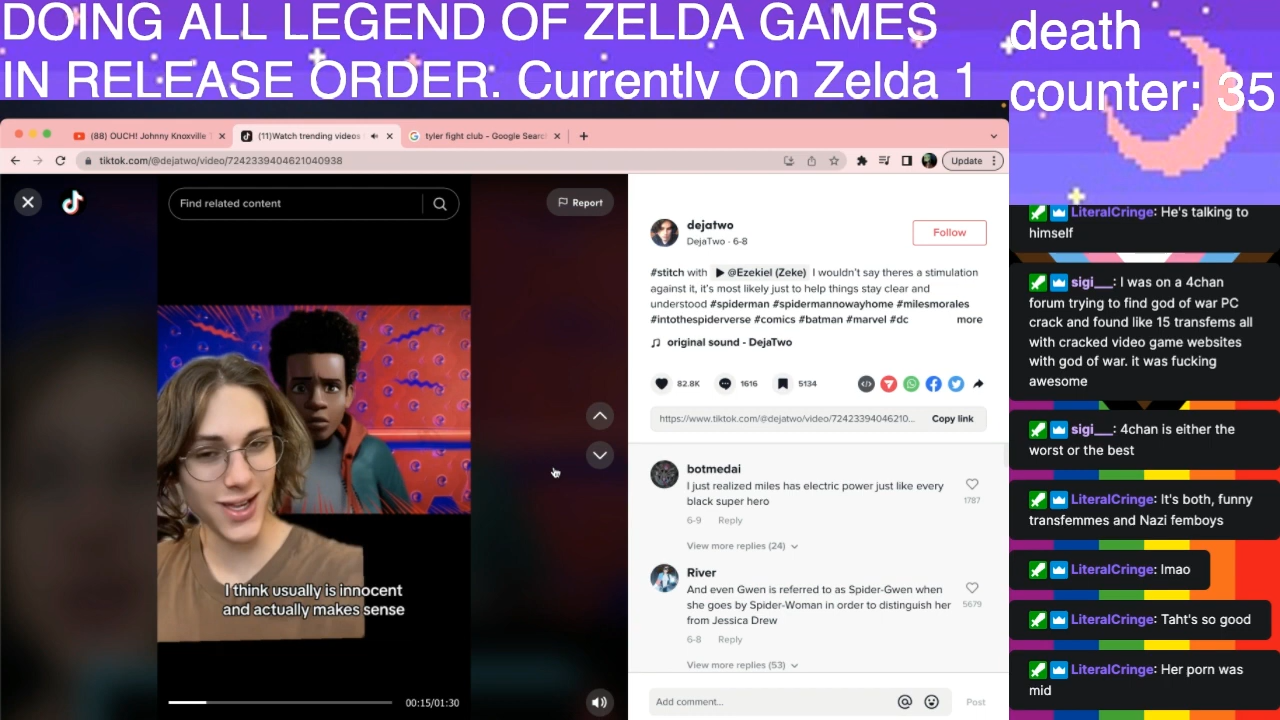 DOING ALL LEGEND OF ZELDA GAMES
IN RELEASE ORDER. Currently On Zelda 1
death
counter: 35
(88) OUCH! Johnny Knoxville
(11)Watch trending videos
tyler fight club - Google Searc
tiktok.com/@dejatwo/video/7242339404621040938
Update
Find related content
Report
I think usually is innocent
and actually makes sense
00:15/01:30
dejatwo
DejaTwo · 6-8
Follow
#stitch with @Ezekiel (Zeke) I wouldn't say theres a stimulation
against it, it's most likely just to help things stay clear and
understood #spiderman #spidermannowayhome #milesmorales
#intothespiderverse #comics #batman #marvel #dc more
original sound - DejaTwo
82.8K 1616 5134
https://www.tiktok.com/@dejatwo/video/72423394046210... Copy link
botmedai
I just realized miles has electric power just like every
black super hero
1787
6-9 Reply
View more replies (24)
River
And even Gwen is referred to as Spider-Gwen when
she goes by Spider-Woman in order to distinguish her
from Jessica Drew
5679
6-8 Reply
View more replies (53)
Add comment... Post
LiteralCringe: He's talking to
himself
sigi___: I was on a 4chan
forum trying to find god of war PC
crack and found like 15 transfems all
with cracked video game websites
with god of war. it was fucking
awesome
sigi___: 4chan is either the
worst or the best
LiteralCringe: It's both, funny
transfemmes and Nazi femboys
LiteralCringe: lmao
LiteralCringe: Taht's so good
LiteralCringe: Her porn was
mid